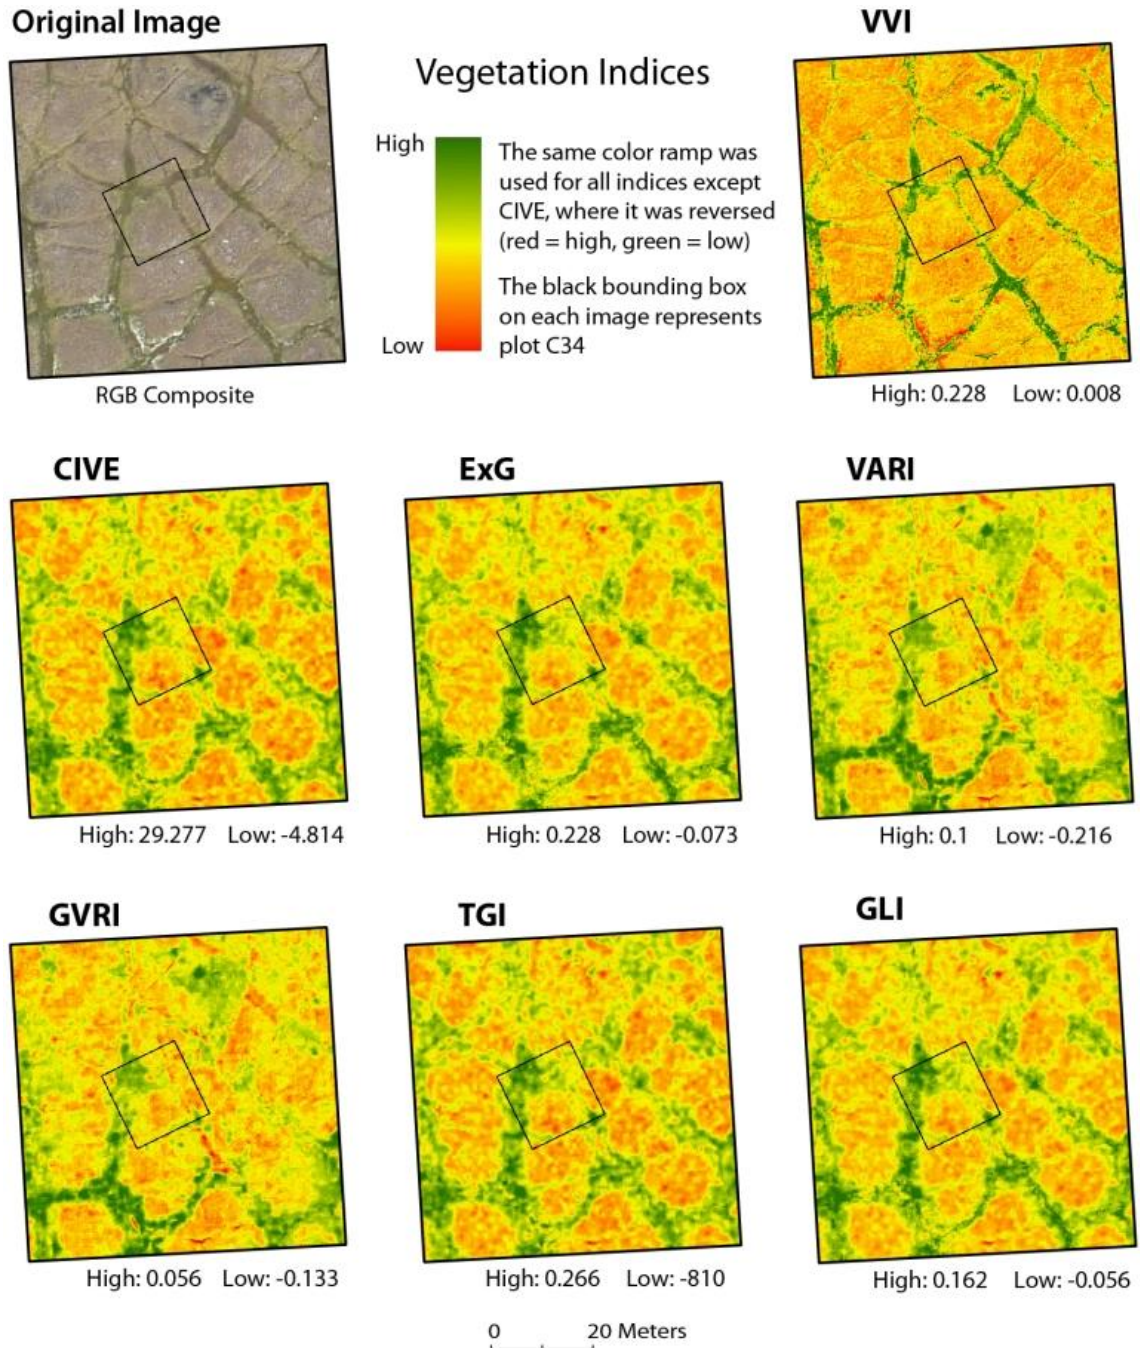 Original Image
VVI
Vegetation Indices
High
Low
The same color ramp was
used for all indices except
CIVE, where it was reversed
(red = high, green = low)
The black bounding box
on each image represents
plot C34
RGB Composite
High: 0.228 Low: 0.008
CIVE
ExG
VARI
High: 29.277 Low: -4.814
High: 0.228 Low: -0.073
High: 0.1 Low: -0.216
GVRI
TGI
GLI
High: 0.056 Low: -0.133
High: 0.266 Low: -810
High: 0.162 Low: -0.056
0 20 Meters